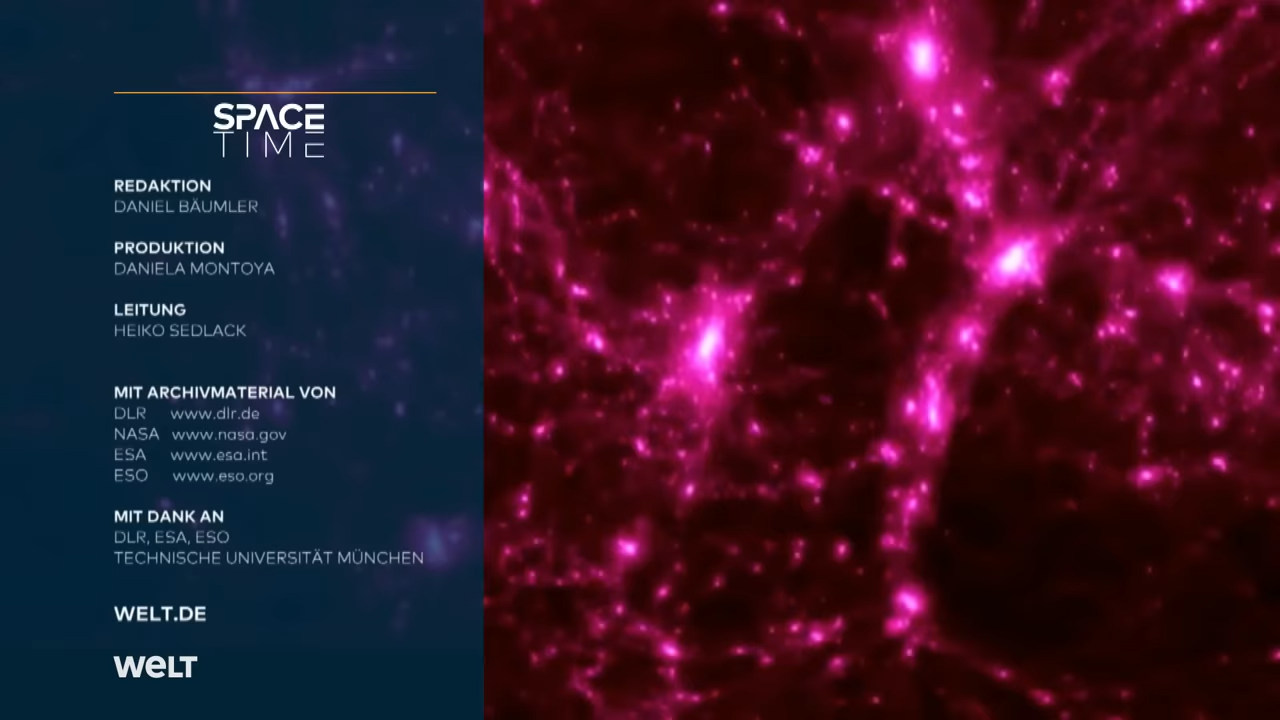 SPACE
TIME
REDAKTION
DANIEL BÄUMLER
PRODUKTION
DANIELA MONTOYA
LEITUNG
HEIKO SEDLACK
MIT ARCHIVMATERIAL VON
DLR www.dlr.de
NASA www.nasa.gov
ESA www.esa.int
ESO www.eso.org
MIT DANK AN
DLR, ESA, ESO
TECHNISCHE UNIVERSITÄT MÜNCHEN
WELT.DE
WELT